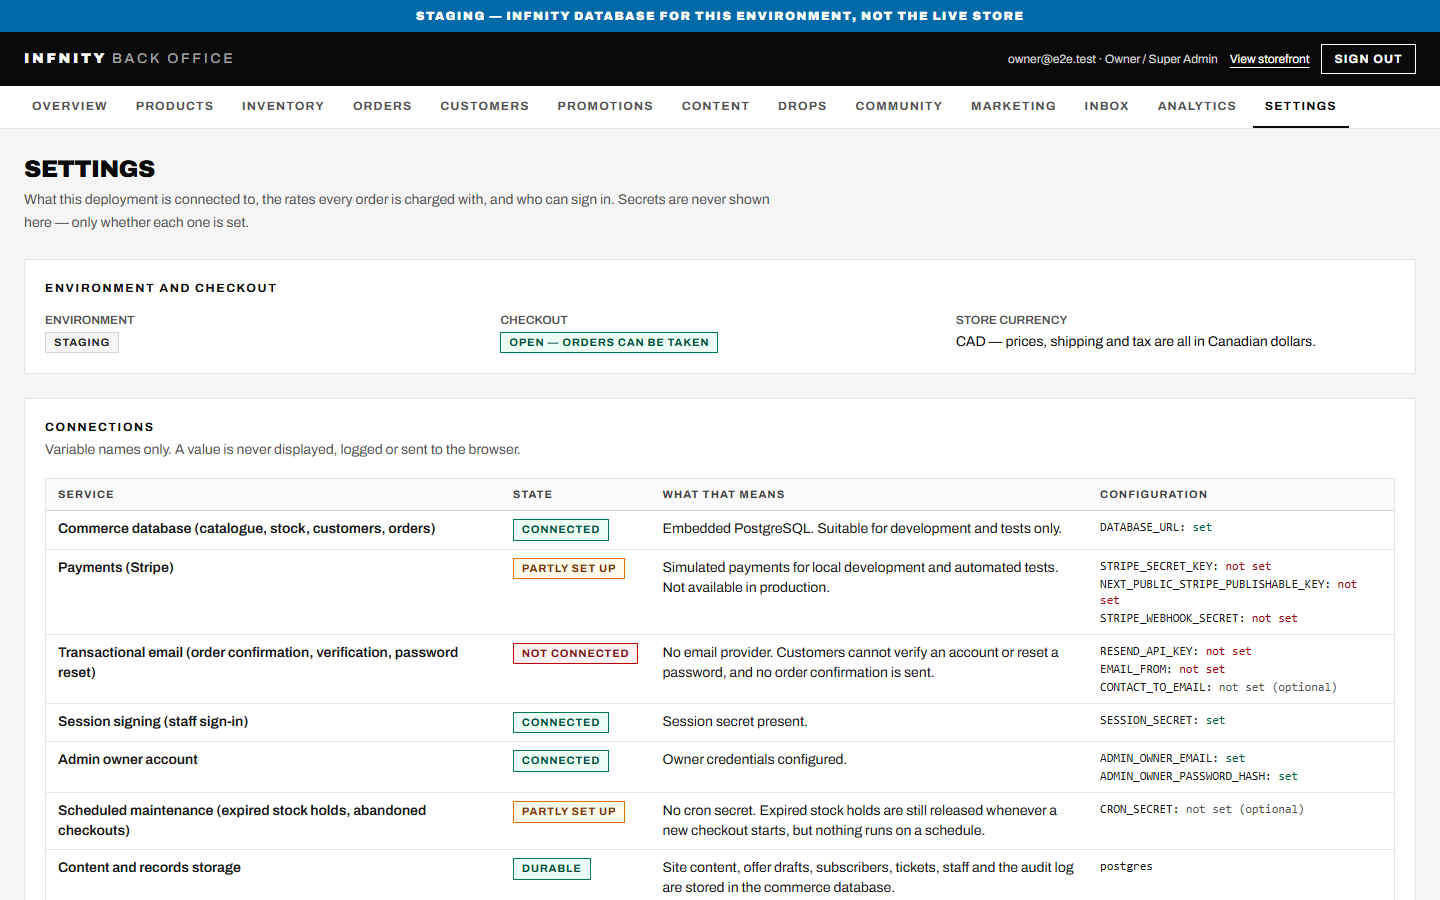 STAGING — INFNITY DATABASE FOR THIS ENVIRONMENT, NOT THE LIVE STORE
INFNITY BACK OFFICE
owner@e2e.test · Owner / Super Admin View storefront SIGN OUT
OVERVIEW PRODUCTS INVENTORY ORDERS CUSTOMERS PROMOTIONS CONTENT DROPS COMMUNITY MARKETING INBOX ANALYTICS SETTINGS
SETTINGS
What this deployment is connected to, the rates every order is charged with, and who can sign in. Secrets are never shown
here — only whether each one is set.
ENVIRONMENT AND CHECKOUT
ENVIRONMENT
STAGING
CHECKOUT
OPEN — ORDERS CAN BE TAKEN
STORE CURRENCY
CAD — prices, shipping and tax are all in Canadian dollars.
CONNECTIONS
Variable names only. A value is never displayed, logged or sent to the browser.
SERVICE STATE WHAT THAT MEANS CONFIGURATION
Commerce database (catalogue, stock, customers, orders)
CONNECTED
Embedded PostgreSQL. Suitable for development and tests only.
DATABASE_URL: set
Payments (Stripe)
PARTLY SET UP
Simulated payments for local development and automated tests.
Not available in production.
STRIPE_SECRET_KEY: not set
NEXT_PUBLIC_STRIPE_PUBLISHABLE_KEY: not
set
STRIPE_WEBHOOK_SECRET: not set
Transactional email (order confirmation, verification, password
reset)
NOT CONNECTED
No email provider. Customers cannot verify an account or reset a
password, and no order confirmation is sent.
RESEND_API_KEY: not set
EMAIL_FROM: not set
CONTACT_TO_EMAIL: not set (optional)
Session signing (staff sign-in)
CONNECTED
Session secret present.
SESSION_SECRET: set
Admin owner account
CONNECTED
Owner credentials configured.
ADMIN_OWNER_EMAIL: set
ADMIN_OWNER_PASSWORD_HASH: set
Scheduled maintenance (expired stock holds, abandoned
checkouts)
PARTLY SET UP
No cron secret. Expired stock holds are still released whenever a
new checkout starts, but nothing runs on a schedule.
CRON_SECRET: not set (optional)
Content and records storage
DURABLE
Site content, offer drafts, subscribers, tickets, staff and the audit log
are stored in the commerce database.
postgres